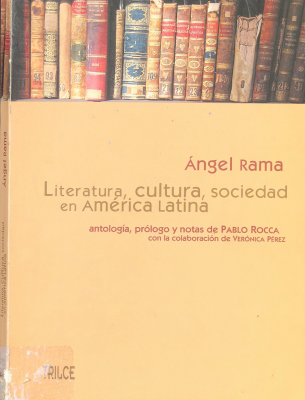 Ángel Rama
Literatura, cultura, sociedad
en América Latina
antología, prólogo y notas de PABLO ROCCA
con la colaboración de VERÓNICA PÉREZ
TRILCE
Ángel Rama